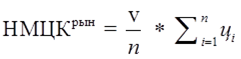 НМЦКрын = v/n * ∑ⁿᵢ₌₁ цᵢ